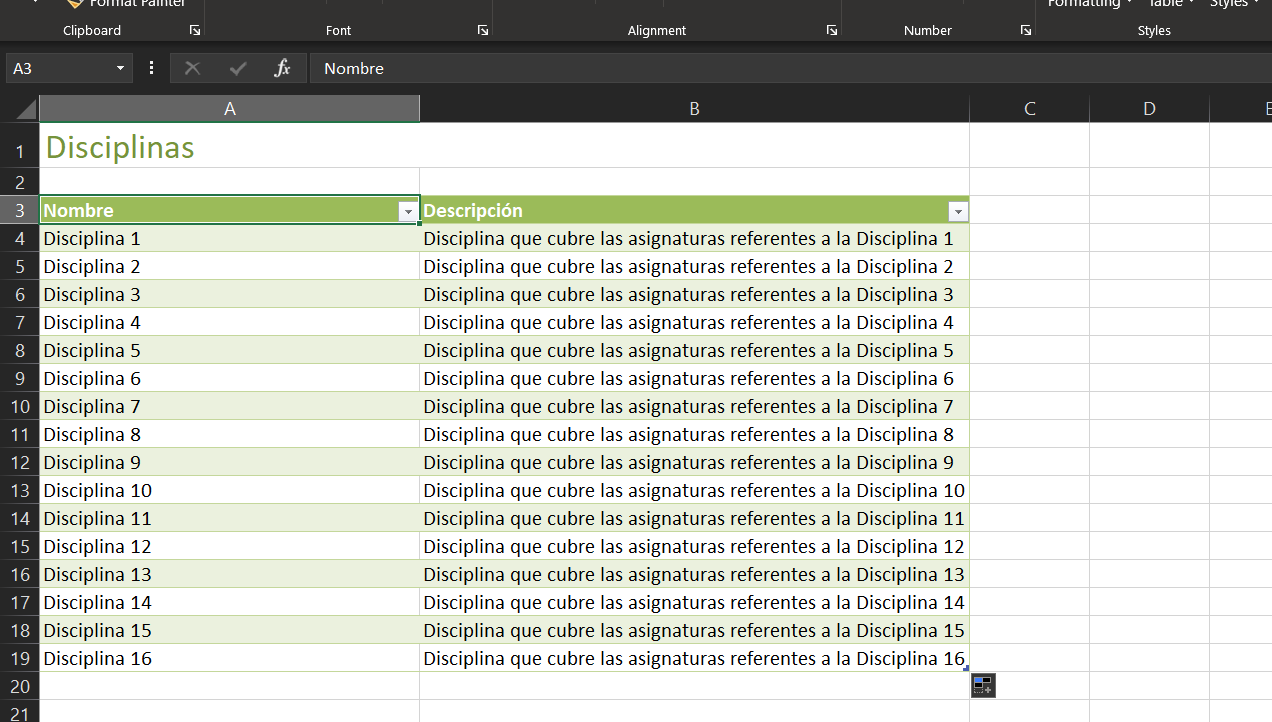 Format Painter Formatting Table Styles
Clipboard Font Alignment Number Styles
A3 fx Nombre
A B C D E
1 Disciplinas
2
3 Nombre Descripción
4 Disciplina 1 Disciplina que cubre las asignaturas referentes a la Disciplina 1
5 Disciplina 2 Disciplina que cubre las asignaturas referentes a la Disciplina 2
6 Disciplina 3 Disciplina que cubre las asignaturas referentes a la Disciplina 3
7 Disciplina 4 Disciplina que cubre las asignaturas referentes a la Disciplina 4
8 Disciplina 5 Disciplina que cubre las asignaturas referentes a la Disciplina 5
9 Disciplina 6 Disciplina que cubre las asignaturas referentes a la Disciplina 6
10 Disciplina 7 Disciplina que cubre las asignaturas referentes a la Disciplina 7
11 Disciplina 8 Disciplina que cubre las asignaturas referentes a la Disciplina 8
12 Disciplina 9 Disciplina que cubre las asignaturas referentes a la Disciplina 9
13 Disciplina 10 Disciplina que cubre las asignaturas referentes a la Disciplina 10
14 Disciplina 11 Disciplina que cubre las asignaturas referentes a la Disciplina 11
15 Disciplina 12 Disciplina que cubre las asignaturas referentes a la Disciplina 12
16 Disciplina 13 Disciplina que cubre las asignaturas referentes a la Disciplina 13
17 Disciplina 14 Disciplina que cubre las asignaturas referentes a la Disciplina 14
18 Disciplina 15 Disciplina que cubre las asignaturas referentes a la Disciplina 15
19 Disciplina 16 Disciplina que cubre las asignaturas referentes a la Disciplina 16
20
21